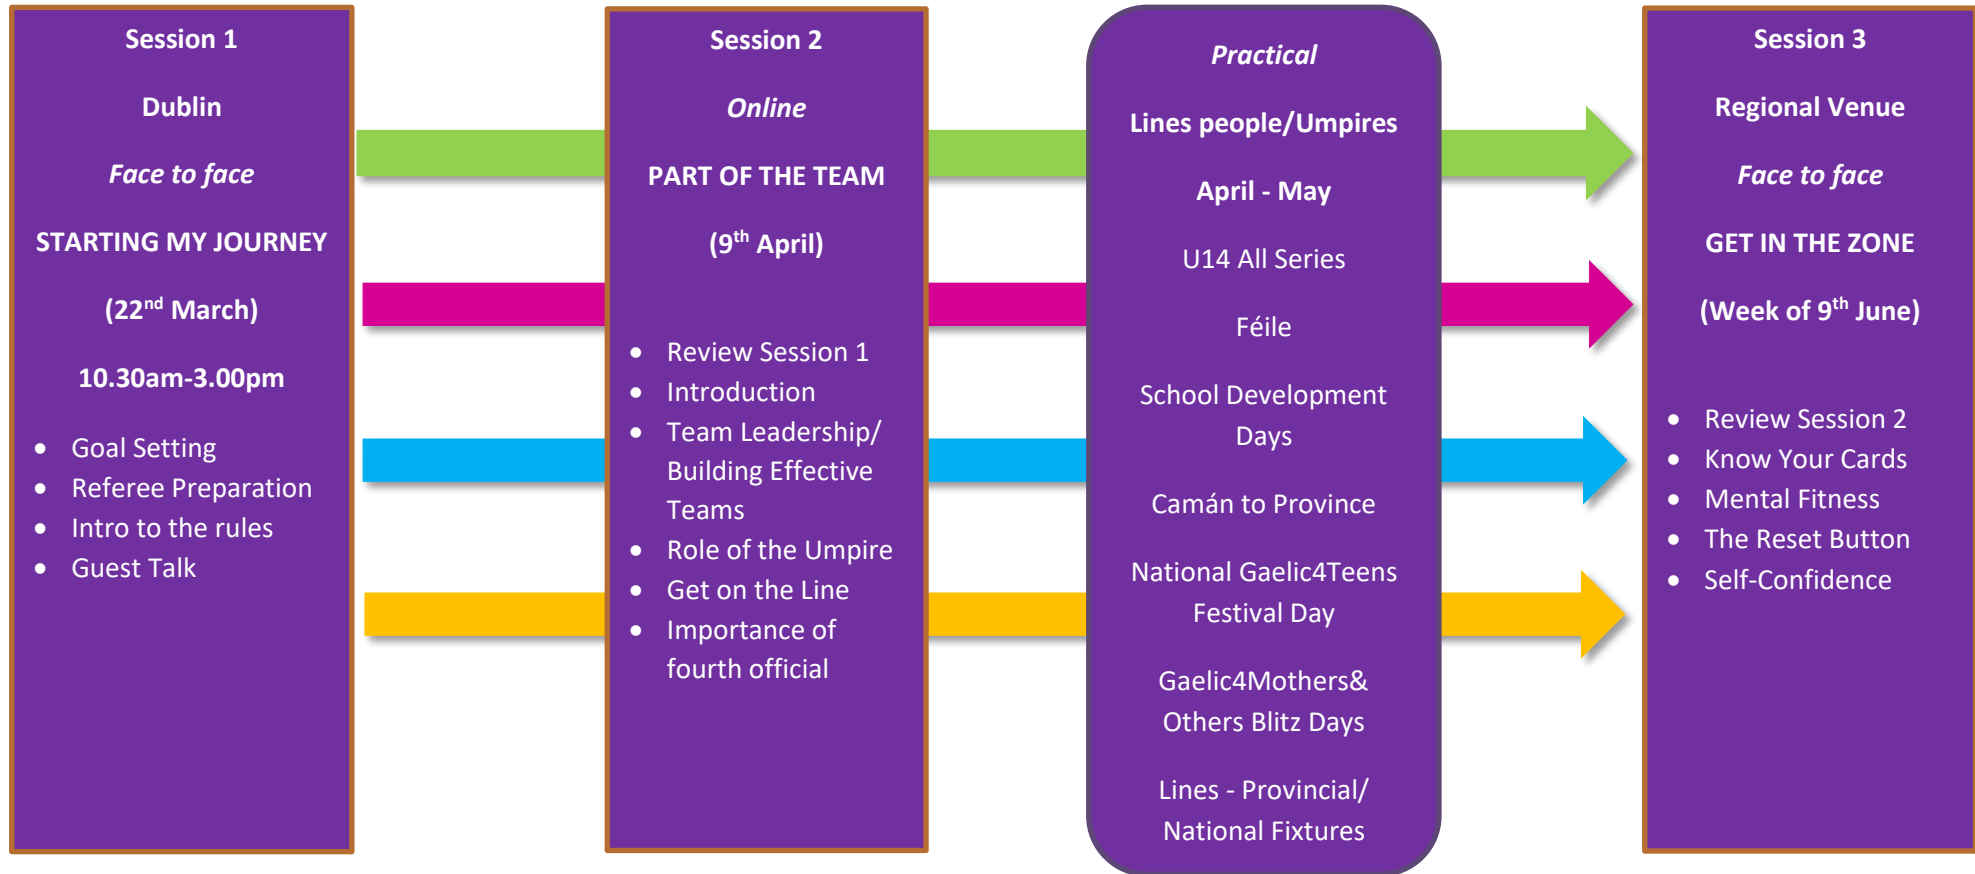 Session 1
Dublin
Face to face
STARTING MY JOURNEY
(22nd March)
10.30am-3.00pm
• Goal Setting
• Referee Preparation
• Intro to the rules
• Guest Talk
Session 2
Online
PART OF THE TEAM
(9th April)
• Review Session 1
• Introduction
• Team Leadership/
Building Effective
Teams
• Role of the Umpire
• Get on the Line
• Importance of
fourth official
Practical
Lines people/Umpires
April - May
U14 All Series
Féile
School Development
Days
Camán to Province
National Gaelic4Teens
Festival Day
Gaelic4Mothers&
Others Blitz Days
Lines - Provincial/
National Fixtures
Session 3
Regional Venue
Face to face
GET IN THE ZONE
(Week of 9th June)
• Review Session 2
• Know Your Cards
• Mental Fitness
• The Reset Button
• Self-Confidence